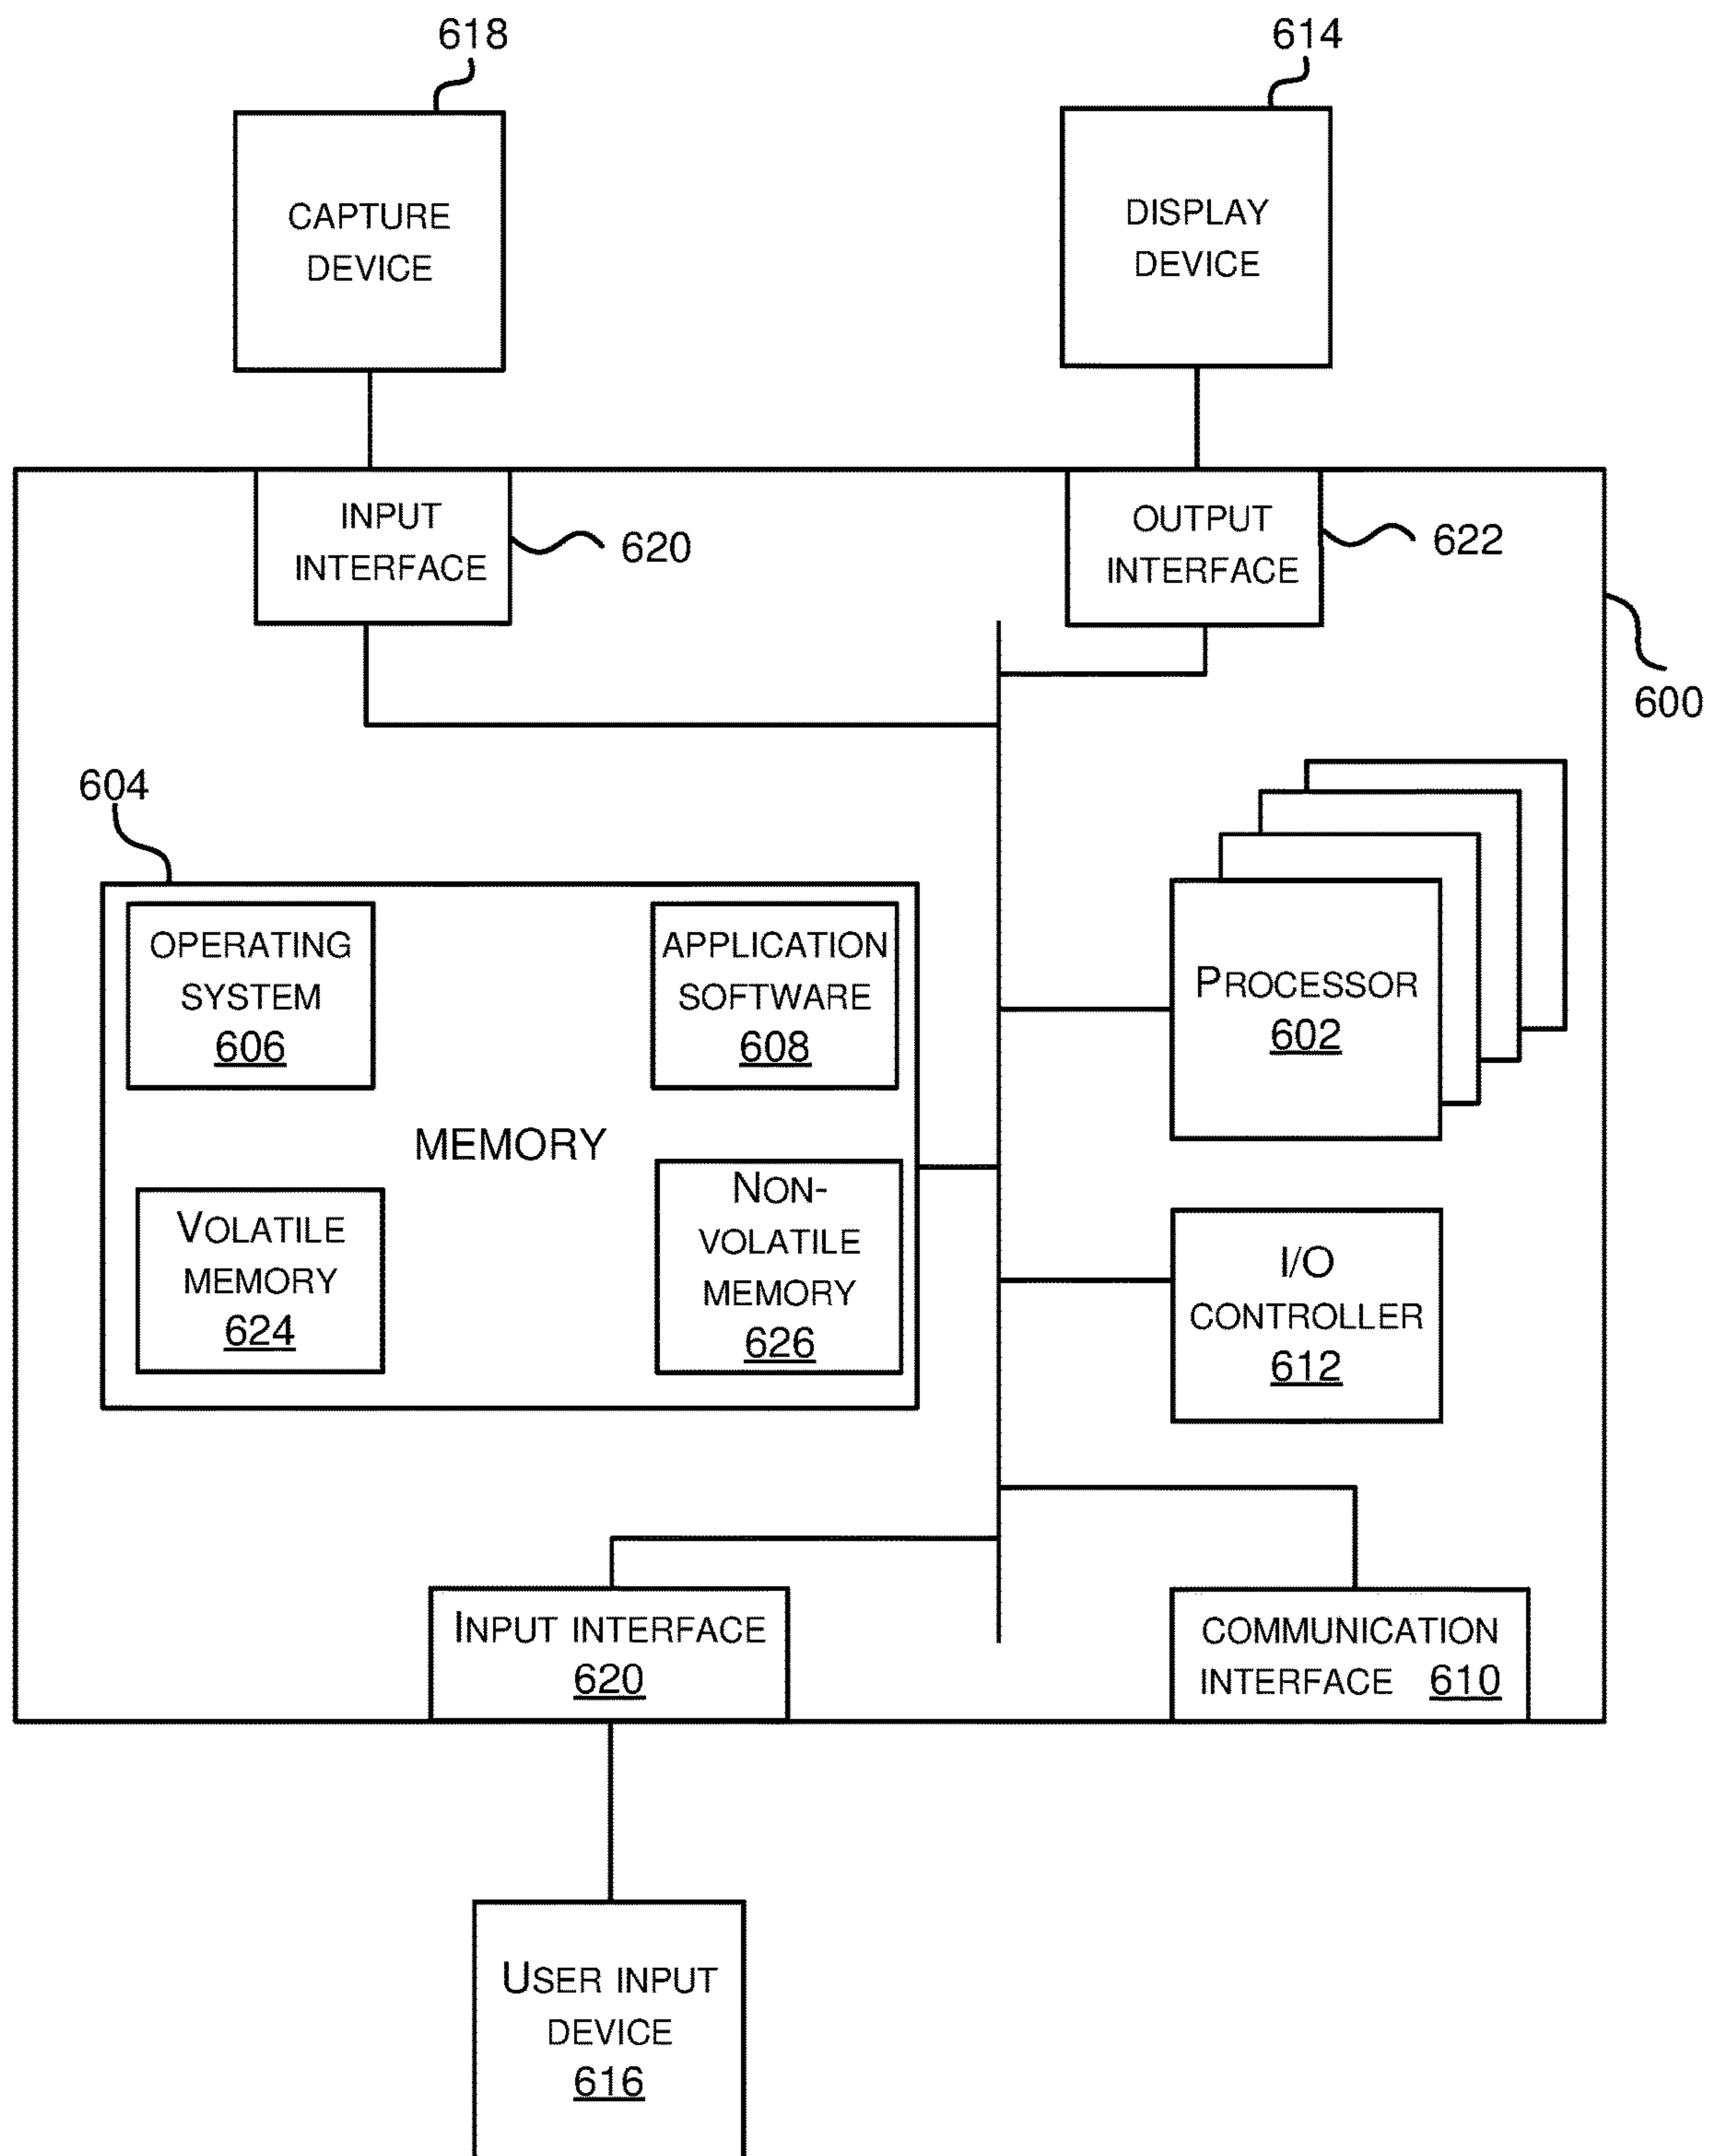 618
614
CAPTURE
DEVICE
DISPLAY
DEVICE
INPUT
INTERFACE
620
OUTPUT
INTERFACE
622
600
604
OPERATING
SYSTEM
606
APPLICATION
SOFTWARE
608
MEMORY
VOLATILE
MEMORY
624
NON-
VOLATILE
MEMORY
626
PROCESSOR
602
I/O
CONTROLLER
612
INPUT INTERFACE
620
COMMUNICATION
INTERFACE 610
USER INPUT
DEVICE
616